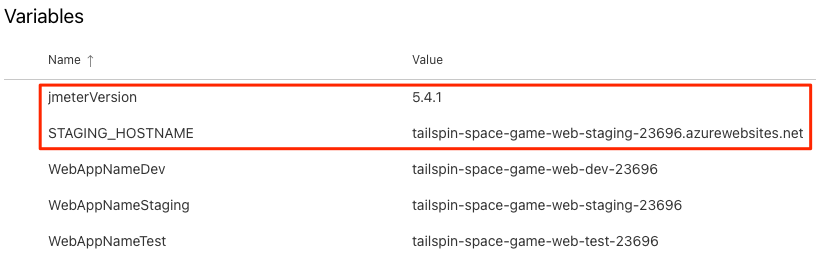 Variables
Name ↑ Value
jmeterVersion 5.4.1
STAGING_HOSTNAME tailspin-space-game-web-staging-23696.azurewebsites.net
WebAppNameDev tailspin-space-game-web-dev-23696
WebAppNameStaging tailspin-space-game-web-staging-23696
WebAppNameTest tailspin-space-game-web-test-23696